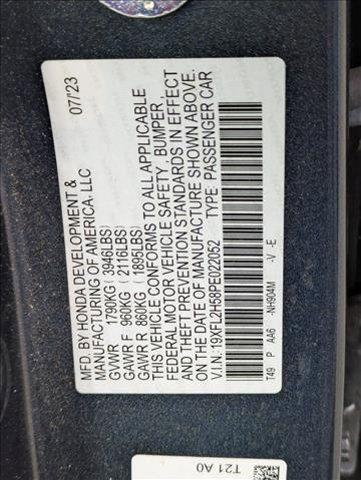 MFD. BY HONDA DEVELOPMENT & 07/23
MANUFACTURING OF AMERICA, LLC
GVWR 1790KG (3946LBS)
GAWR F 960KG (2116LBS)
GAWR R 860KG (1895LBS)
THIS VEHICLE CONFORMS TO ALL APPLICABLE
FEDERAL MOTOR VEHICLE SAFETY, BUMPER,
AND THEFT PREVENTION STANDARDS IN EFFECT
ON THE DATE OF MANUFACTURE SHOWN ABOVE.
V.I.N.:19XFL2H58PE022052 TYPE: PASSENGER CAR
T49 P AA6 -NH904M -V -E
T21 A0